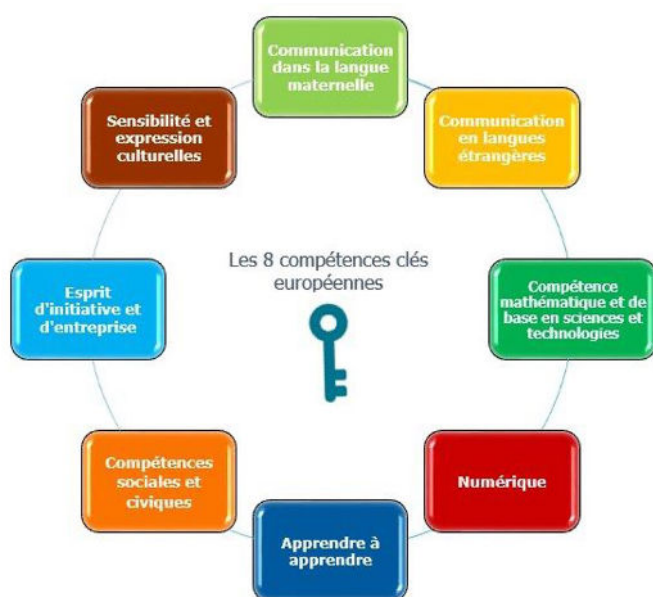 Communication
dans la langue
maternelle
Communication
en langues
étrangères
Compétence
mathématique et de
base en sciences et
technologies
Numérique
Apprendre à
apprendre
Compétences
sociales et
civiques
Esprit
d'initiative et
d'entreprise
Sensibilité et
expression
culturelles
Les 8 compétences clés
européennes